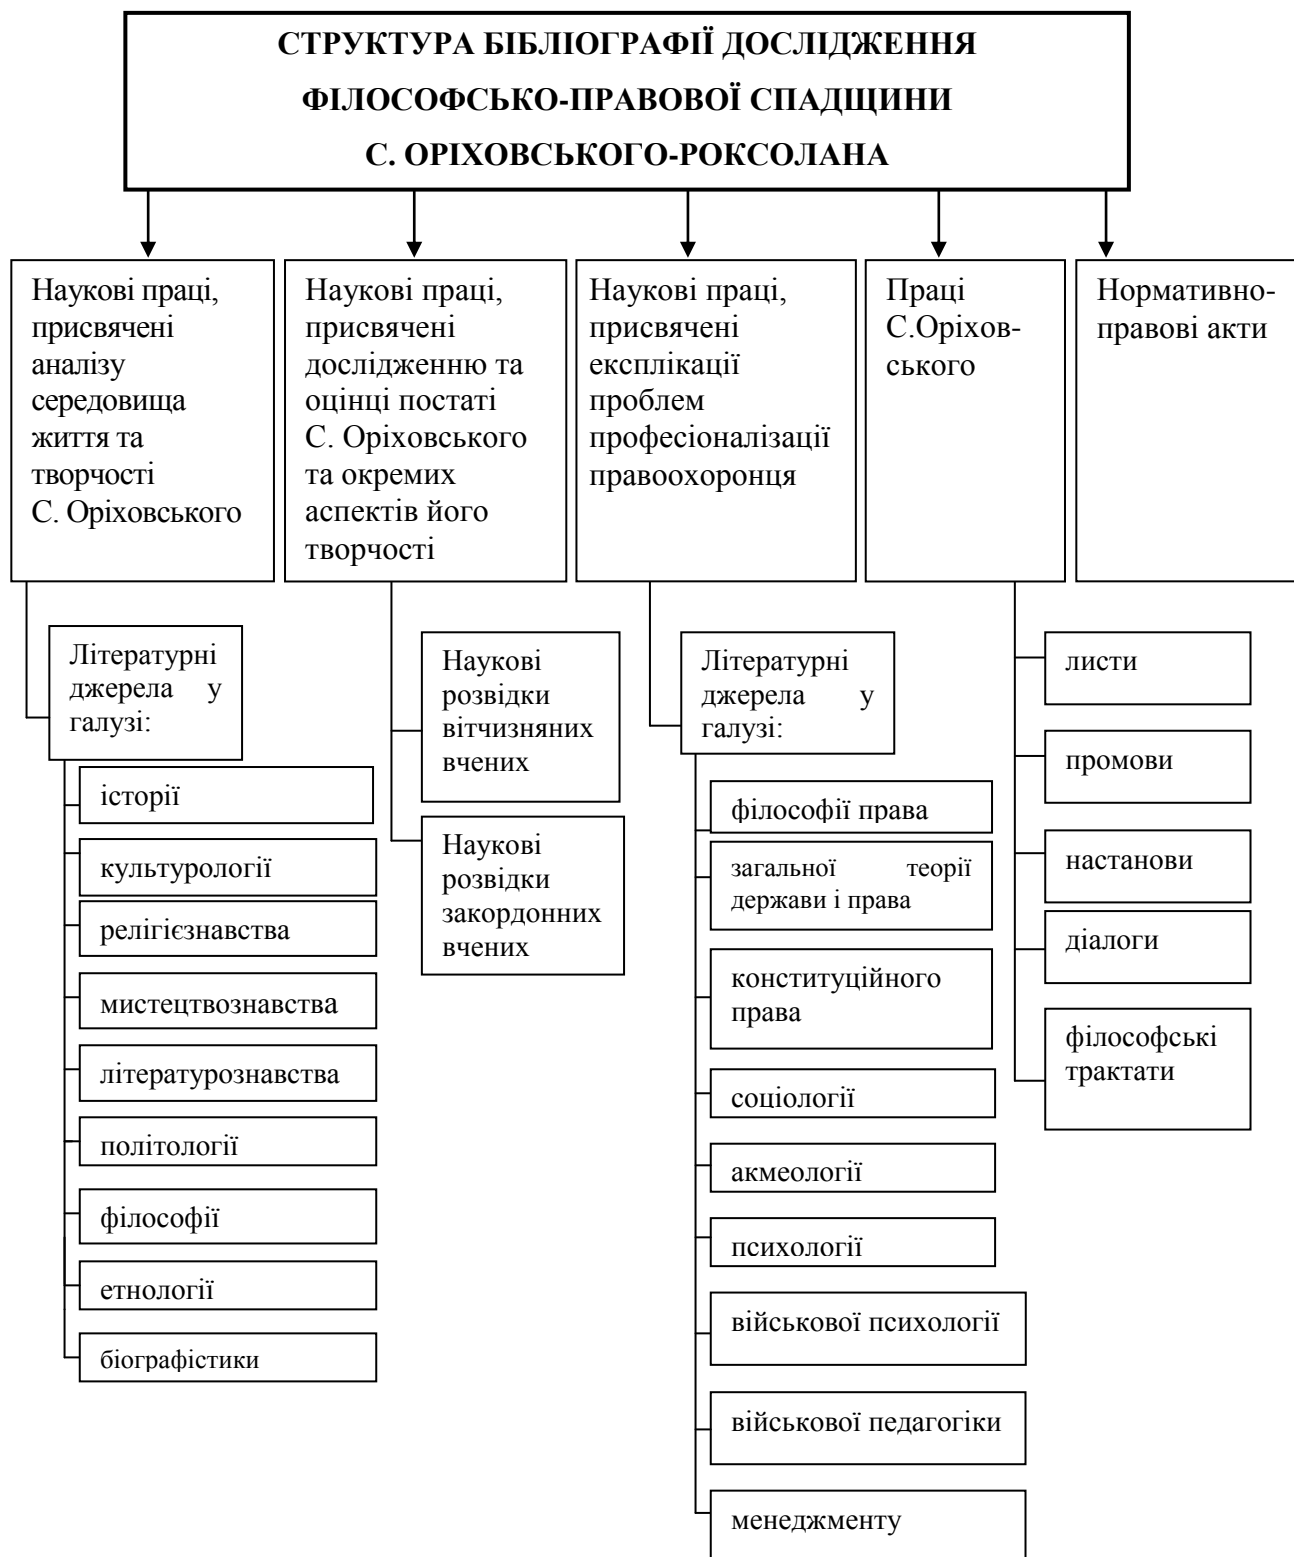 СТРУКТУРА БІБЛІОГРАФІЇ ДОСЛІДЖЕННЯ
ФІЛОСОФСЬКО-ПРАВОВОЇ СПАДЩИНИ
С. ОРІХОВСЬКОГО-РОКСОЛАНА
Наукові праці,
присвячені
аналізу
середовища
життя та
творчості
С. Оріховського
Наукові праці,
присвячені
дослідженню та
оцінці постаті
С. Оріховського
та окремих
аспектів його
творчості
Наукові праці,
присвячені
експлікації
проблем
професіоналізації
правоохоронця
Праці
С.Оріхов-
ського
Нормативно-
правові акти
Літературні
джерела у
галузі:
історії
культурології
релігієзнавства
мистецтвознавства
літературознавства
політології
філософії
етнології
біографістики
Наукові
розвідки
вітчизняних
вчених
Наукові
розвідки
закордонних
вчених
Літературні
джерела у
галузі:
філософії права
загальної теорії
держави і права
конституційного
права
соціології
акмеології
психології
військової психології
військової педагогіки
менеджменту
листи
промови
настанови
діалоги
філософські
трактати